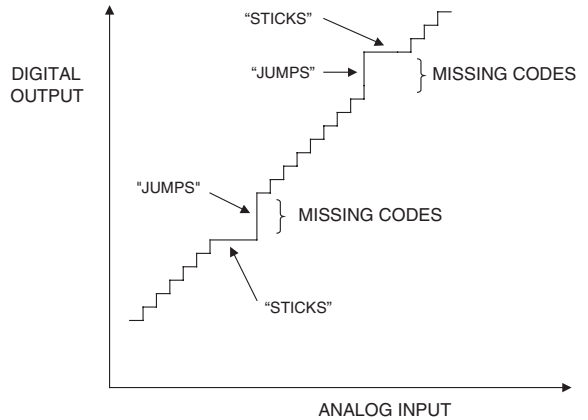 “STICKS”
DIGITAL
OUTPUT
“JUMPS”
MISSING CODES
"JUMPS"
MISSING CODES
“STICKS”
ANALOG INPUT